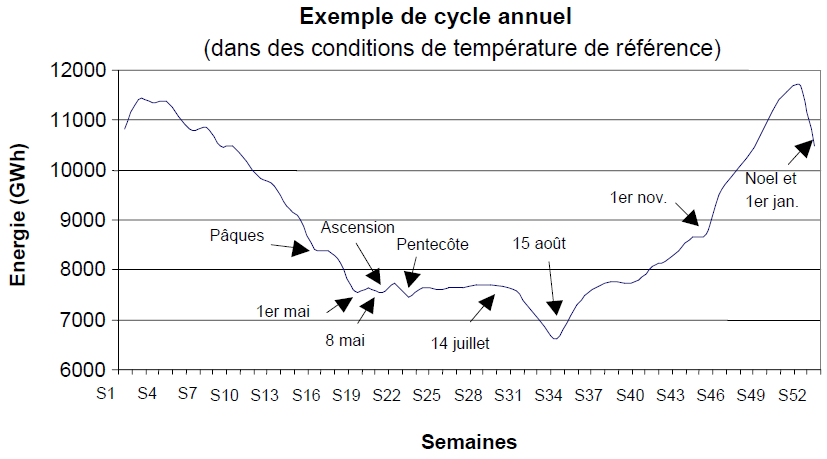 Exemple de cycle annuel
(dans des conditions de température de référence)
12000
11000
10000
9000
8000
7000
6000
Energie (GWh)
Pâques
Ascension
Pentecôte
1er mai
8 mai
14 juillet
15 août
1er nov.
Noel et
1er jan.
S1 S4 S7 S10 S13 S16 S19 S22 S25 S28 S31 S34 S37 S40 S43 S46 S49 S52
Semaines